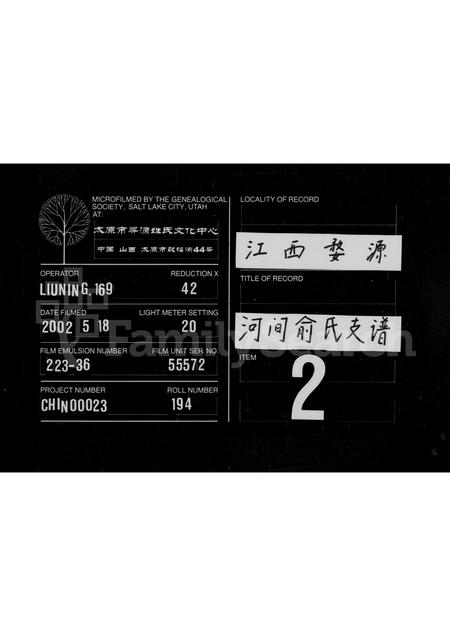 MICROFILMED BY THE GENEALOGICAL
SOCIETY, SALT LAKE CITY, UTAH
AT:
太原市寻源姓氏文化中心
中国 山西 太原市鼓楼街44号
OPERATOR REDUCTION X
LIUNING, 169 42
DATE FILMED LIGHT METER SETTING
2002 5 18 20
FILM EMULSION NUMBER FILM UNIT SER NO
223-36 55572
PROJECT NUMBER ROLL NUMBER
CHIN00023 194
LOCALITY OF RECORD
江西婺源
TITLE OF RECORD
河间俞氏支谱
ITEM
2
FamilySearch